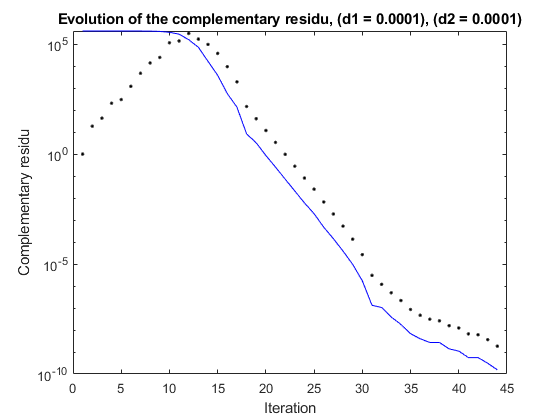 Evolution of the complementary residu, (d1 = 0.0001), (d2 = 0.0001)
10^5
10^0
10^-5
10^-10
Complementary residu
0 5 10 15 20 25 30 35 40 45
Iteration